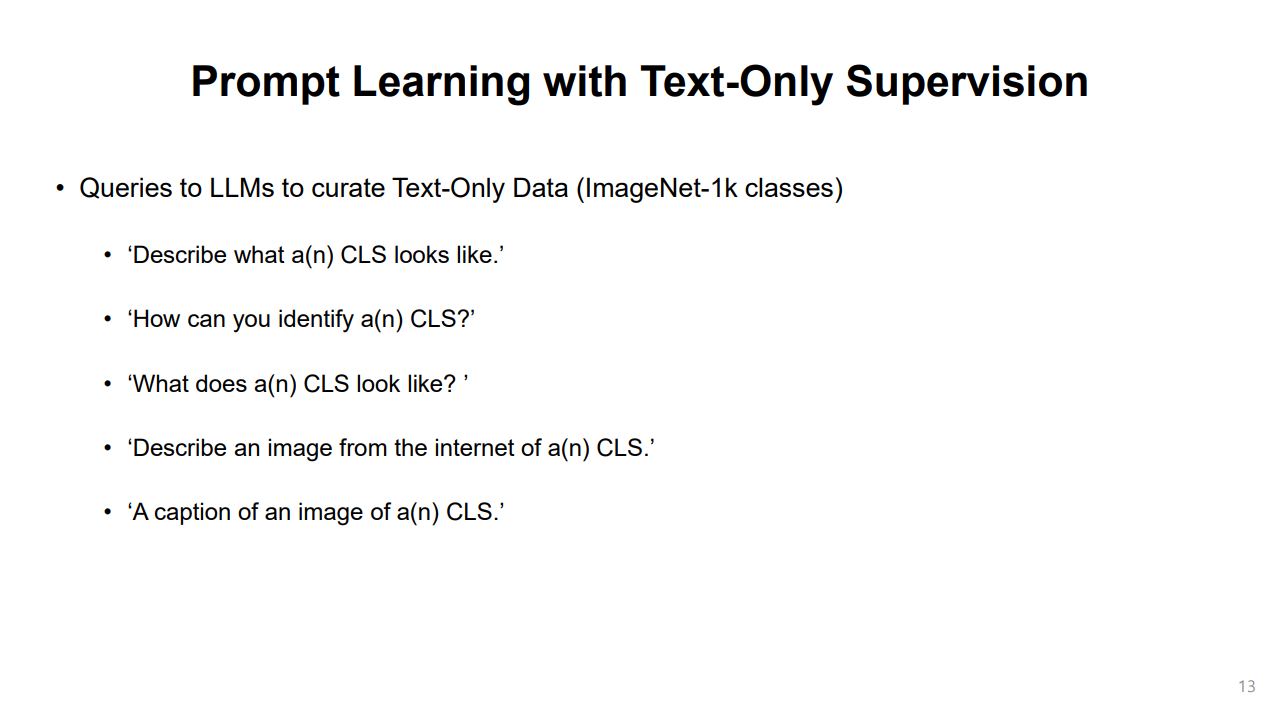 Prompt Learning with Text-Only Supervision
• Queries to LLMs to curate Text-Only Data (ImageNet-1k classes)
• ‘Describe what a(n) CLS looks like.’
• ‘How can you identify a(n) CLS?’
• ‘What does a(n) CLS look like? ’
• ‘Describe an image from the internet of a(n) CLS.’
• ‘A caption of an image of a(n) CLS.’
13